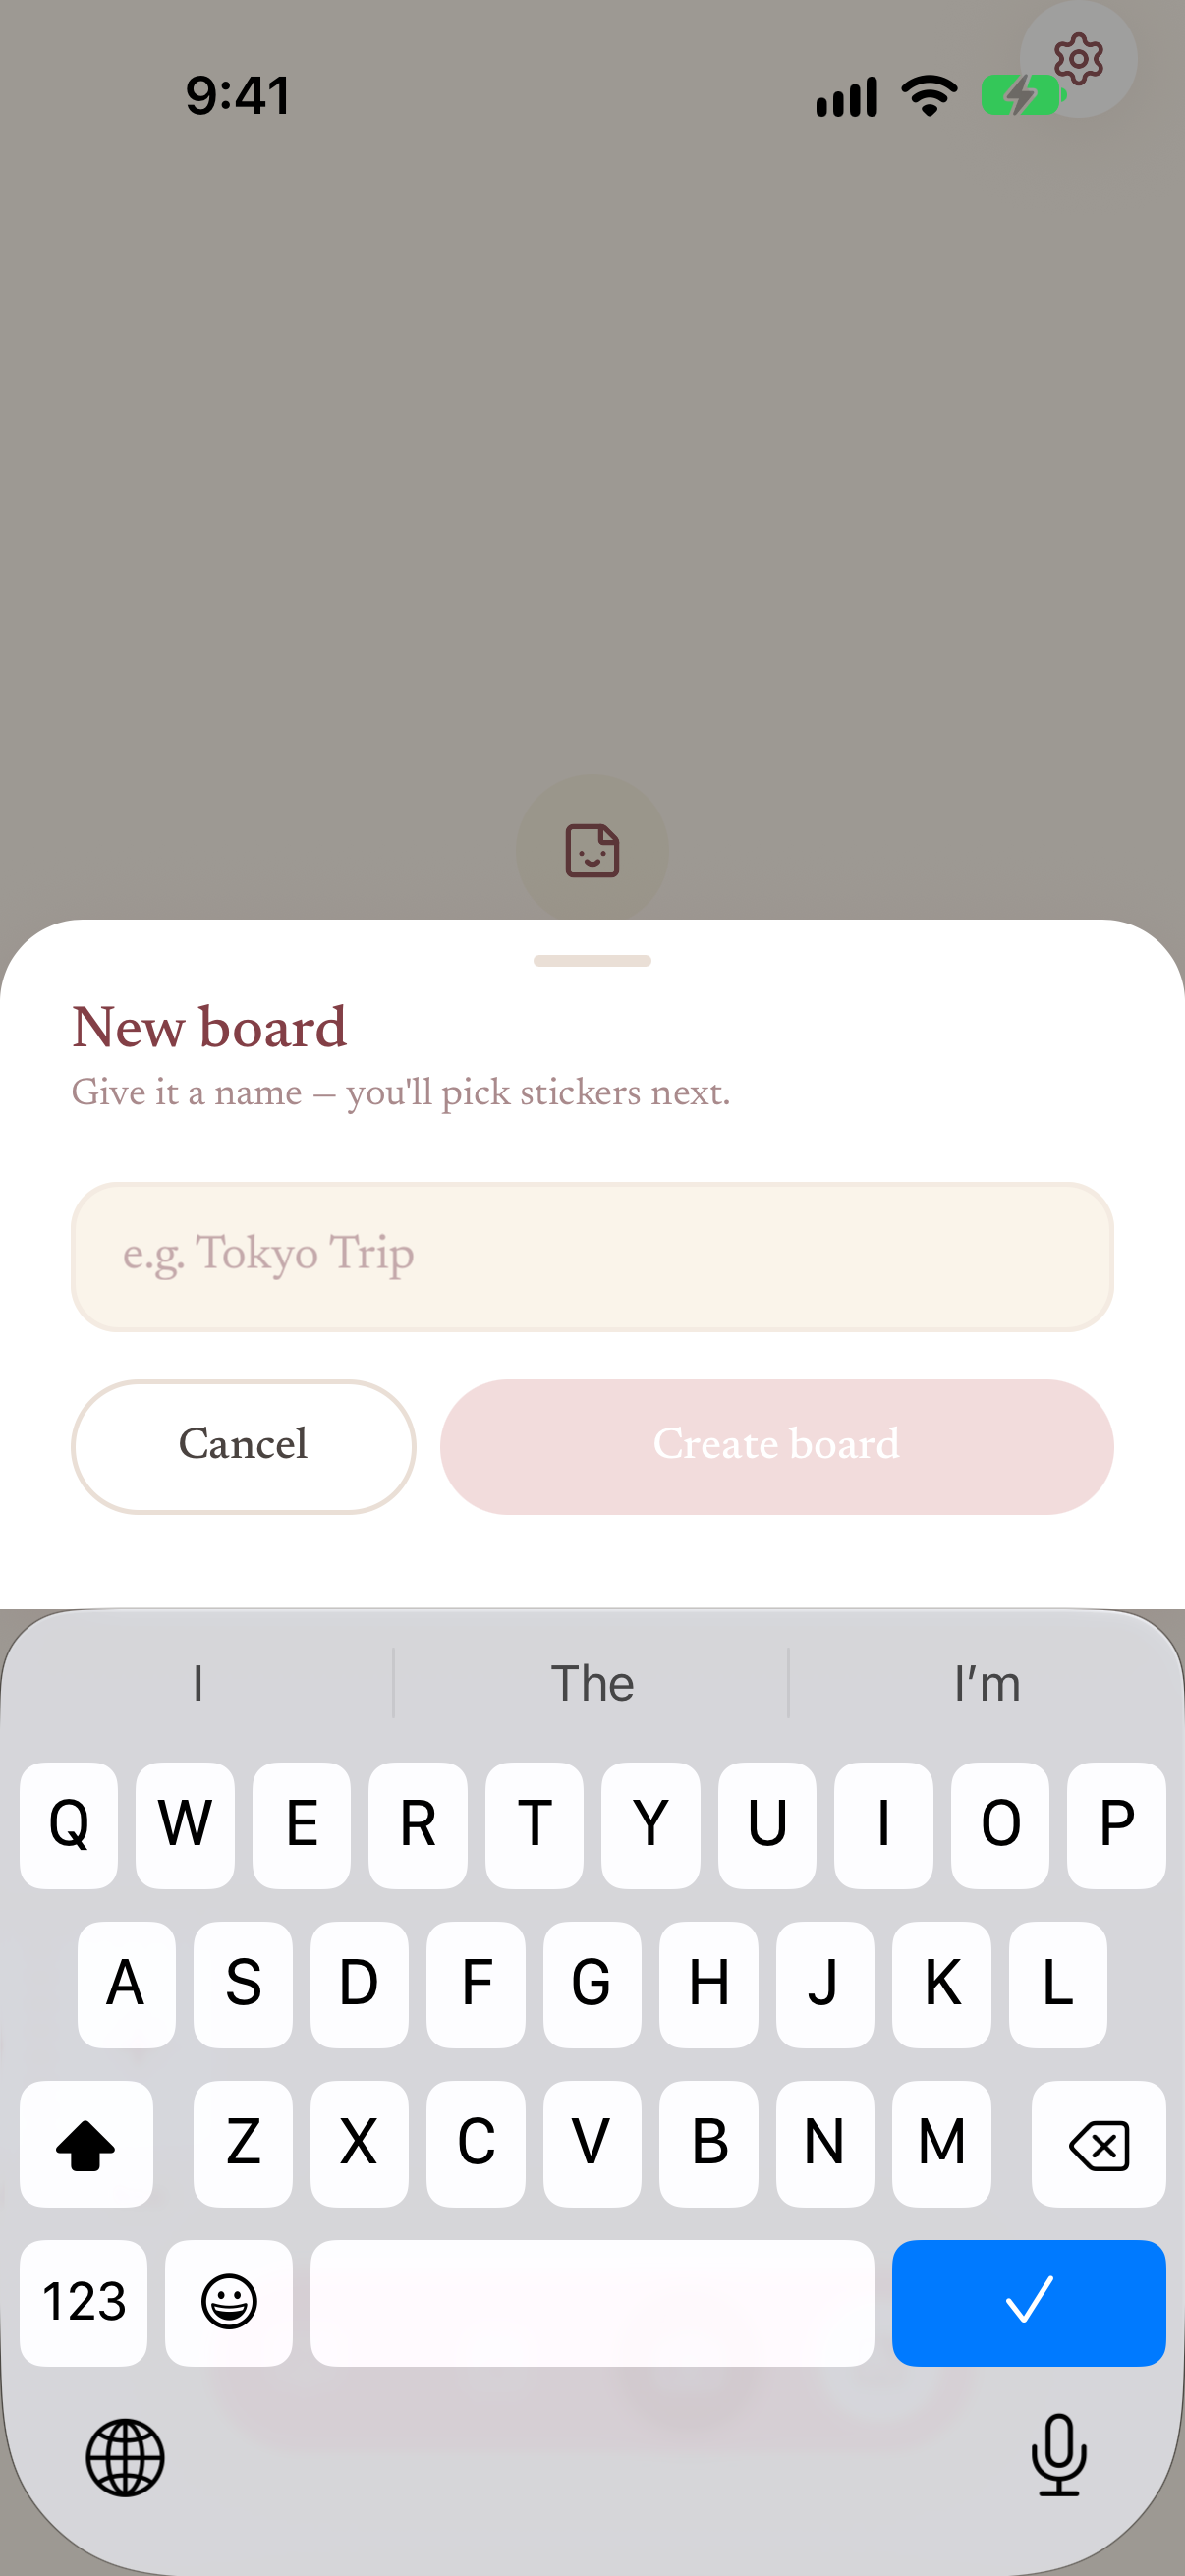 9:41
New board
Give it a name — you'll pick stickers next.
e.g. Tokyo Trip
Cancel
Create board
I
The
I’m
Q W E R T Y U I O P
A S D F G H J K L
Z X C V B N M
123